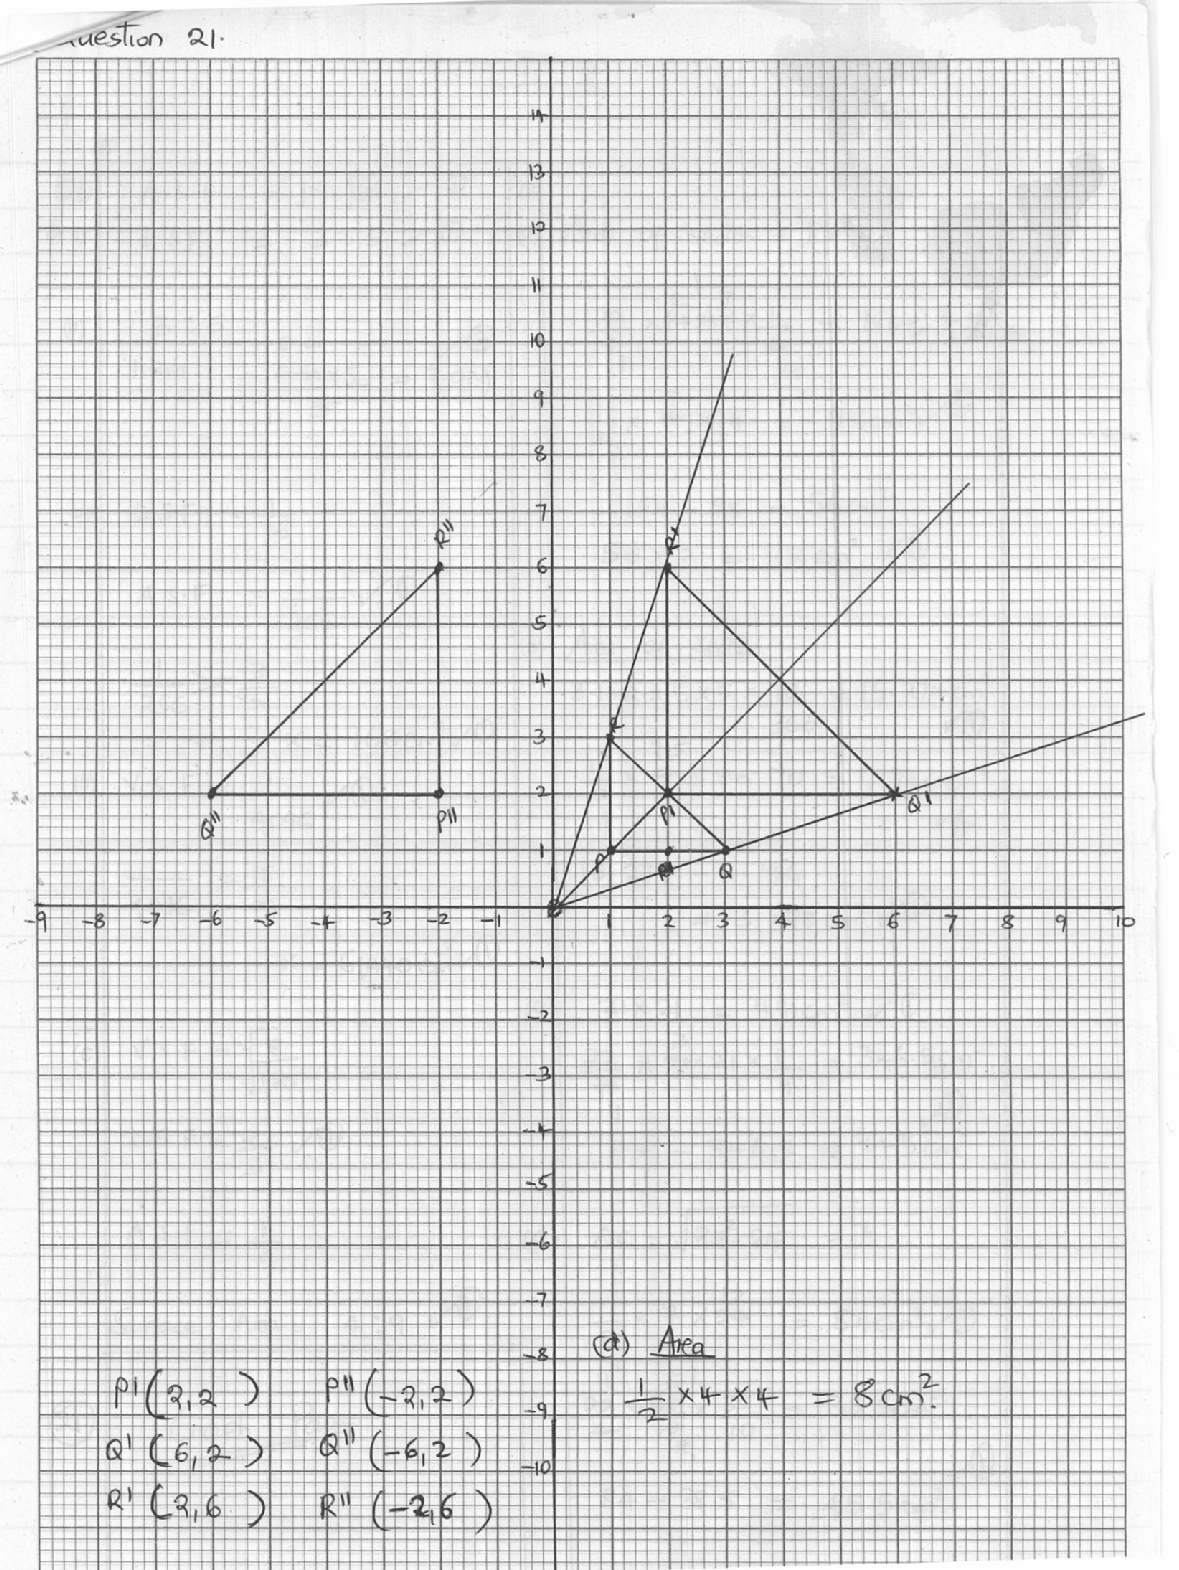 uestion 21.
14
13
12
11
10
9
8
R" R' 7
6
5
4
R 3
2
Q" P" P' Q'
1
P Q
-9 -8 -7 -6 -5 -4 -3 -2 -1 0 1 2 3 4 5 6 7 8 9 10
-1
-2
-3
-4
-5
-6
-7
-8
(d) Area
P' (2,2) P" (-2,2)
-9
1/2 × 4 × 4 = 8cm².
Q' (6,2) Q" (-6,2)
-10
R' (2,6) R" (-2,6)